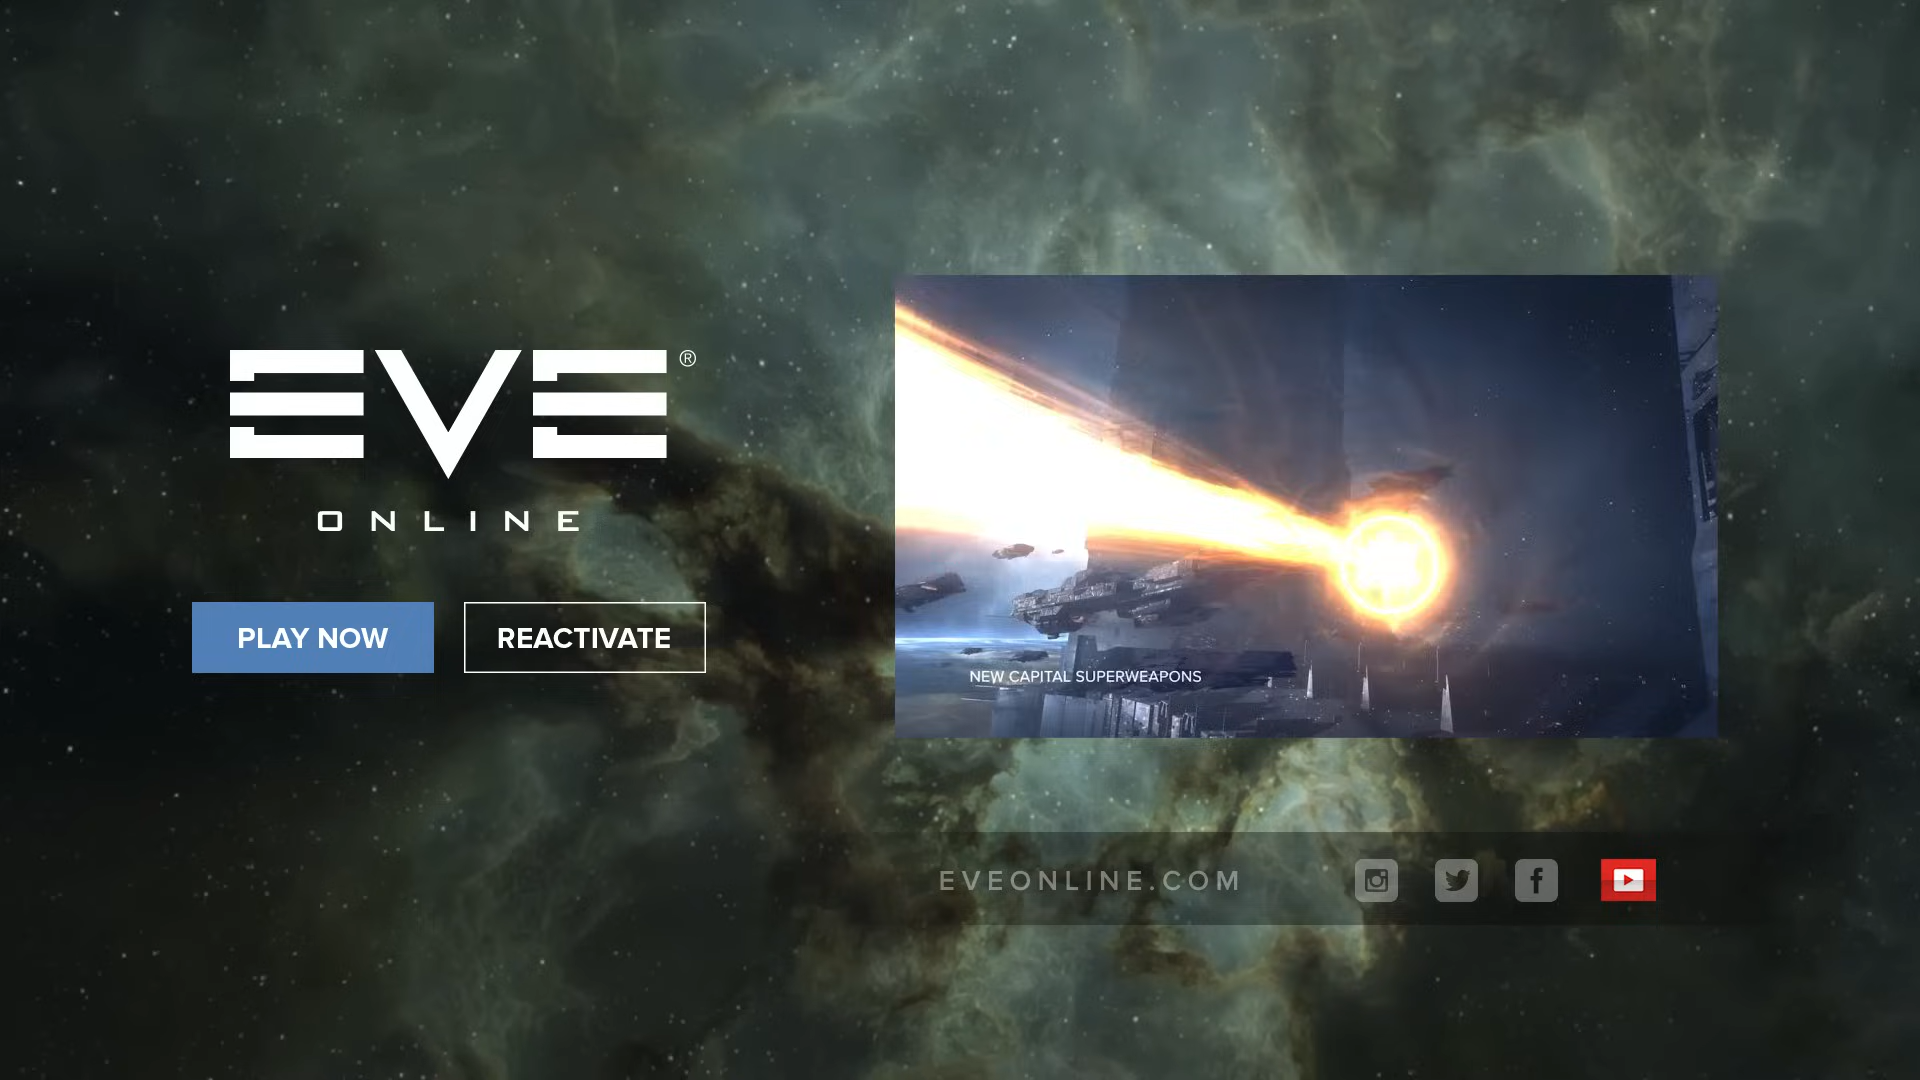 EVE®
ONLINE
PLAY NOW
REACTIVATE
NEW CAPITAL SUPERWEAPONS
EVEONLINE.COM